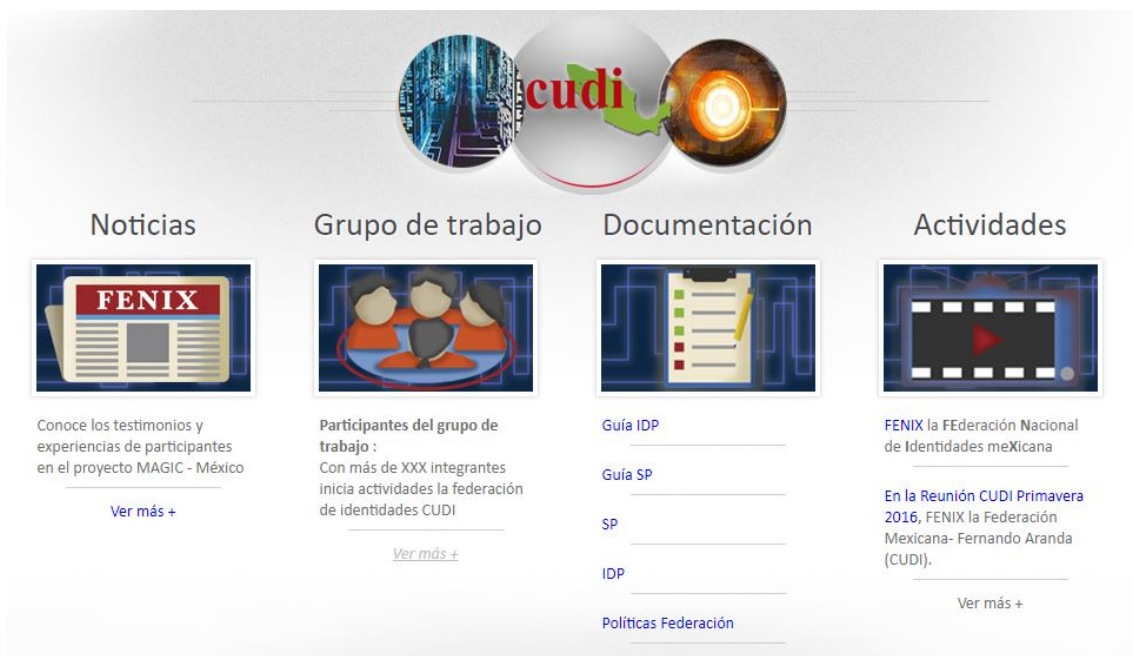 cudi
Noticias
FENIX
Conoce los testimonios y
experiencias de participantes
en el proyecto MAGIC - México
Ver más +
Grupo de trabajo
Participantes del grupo de
trabajo :
Con más de XXX integrantes
inicia actividades la federación
de identidades CUDI
Ver más +
Documentación
Guía IDP
Guía SP
SP
IDP
Políticas Federación
Actividades
FENIX la FEderación Nacional
de Identidades meXicana
En la Reunión CUDI Primavera
2016, FENIX la Federación
Mexicana- Fernando Aranda
(CUDI).
Ver más +